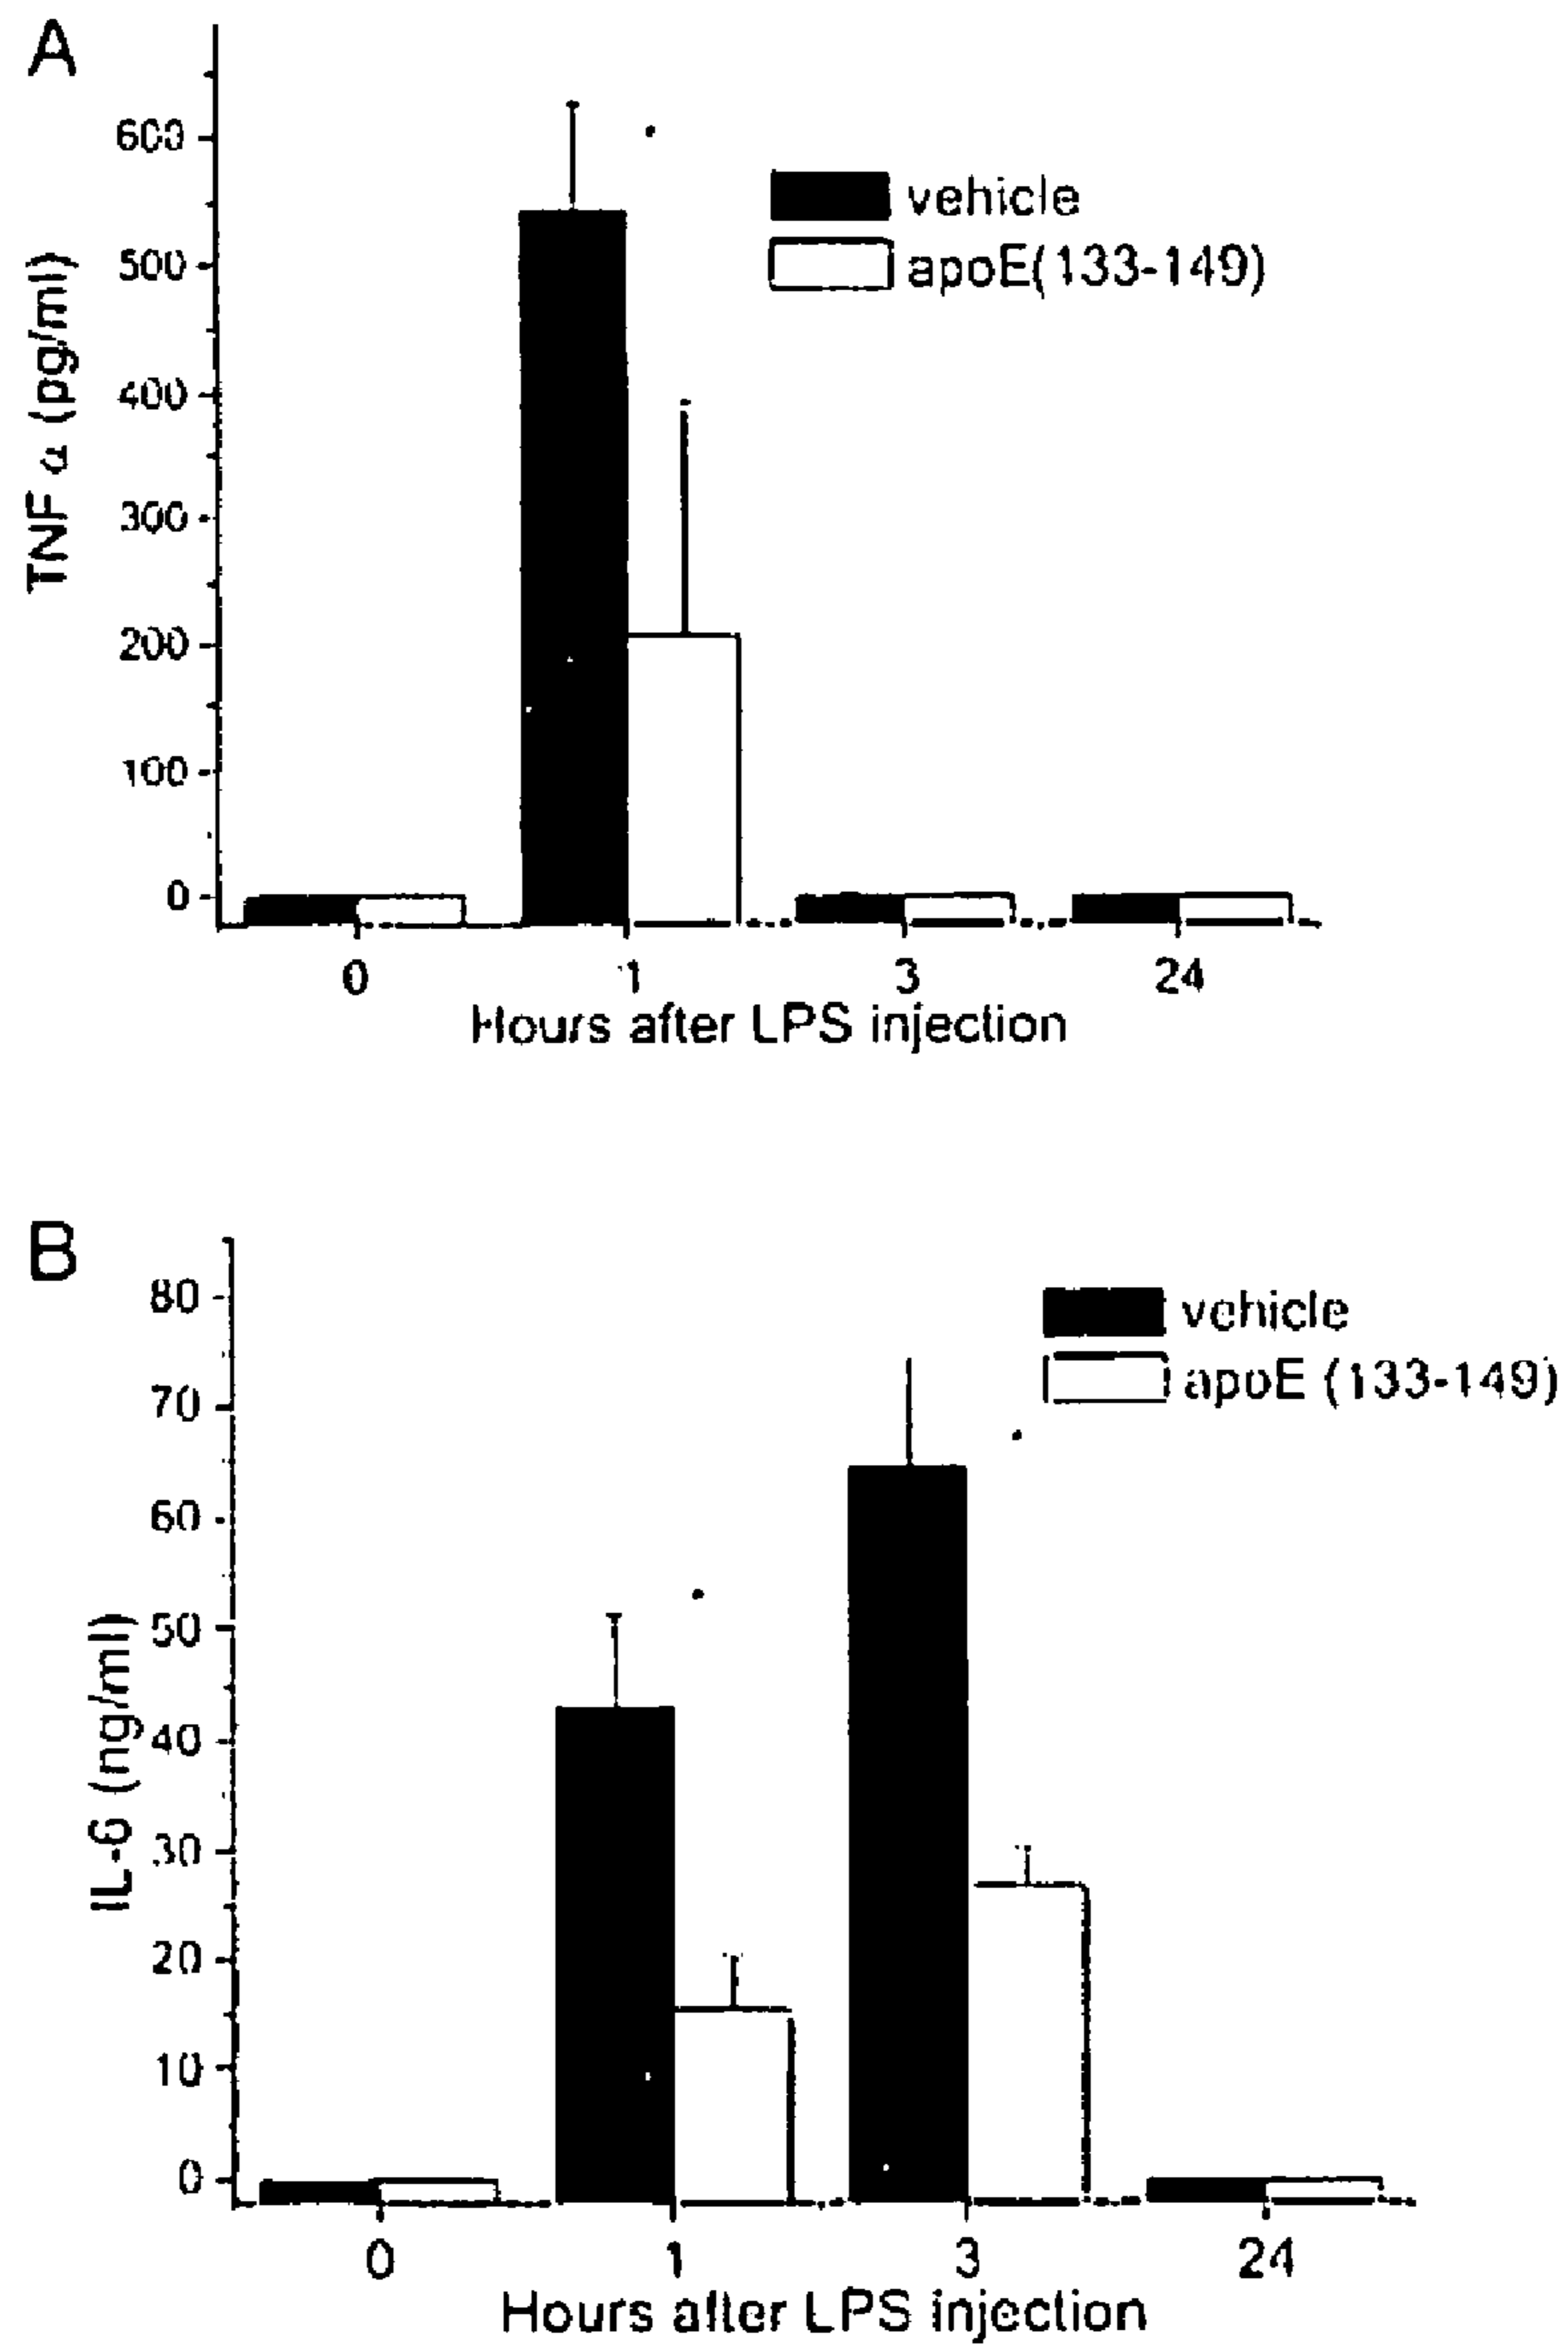 A
600
vehicle
500
apoE(133-149)
400
TNF α (pg/ml)
300
200
100
0
0 1 3 24
Hours after LPS injection
B
80
vehicle
70
apoE (133-149)
60
50
40
IL-6 (ng/ml)
30
20
10
0
0 1 3 24
Hours after LPS injection